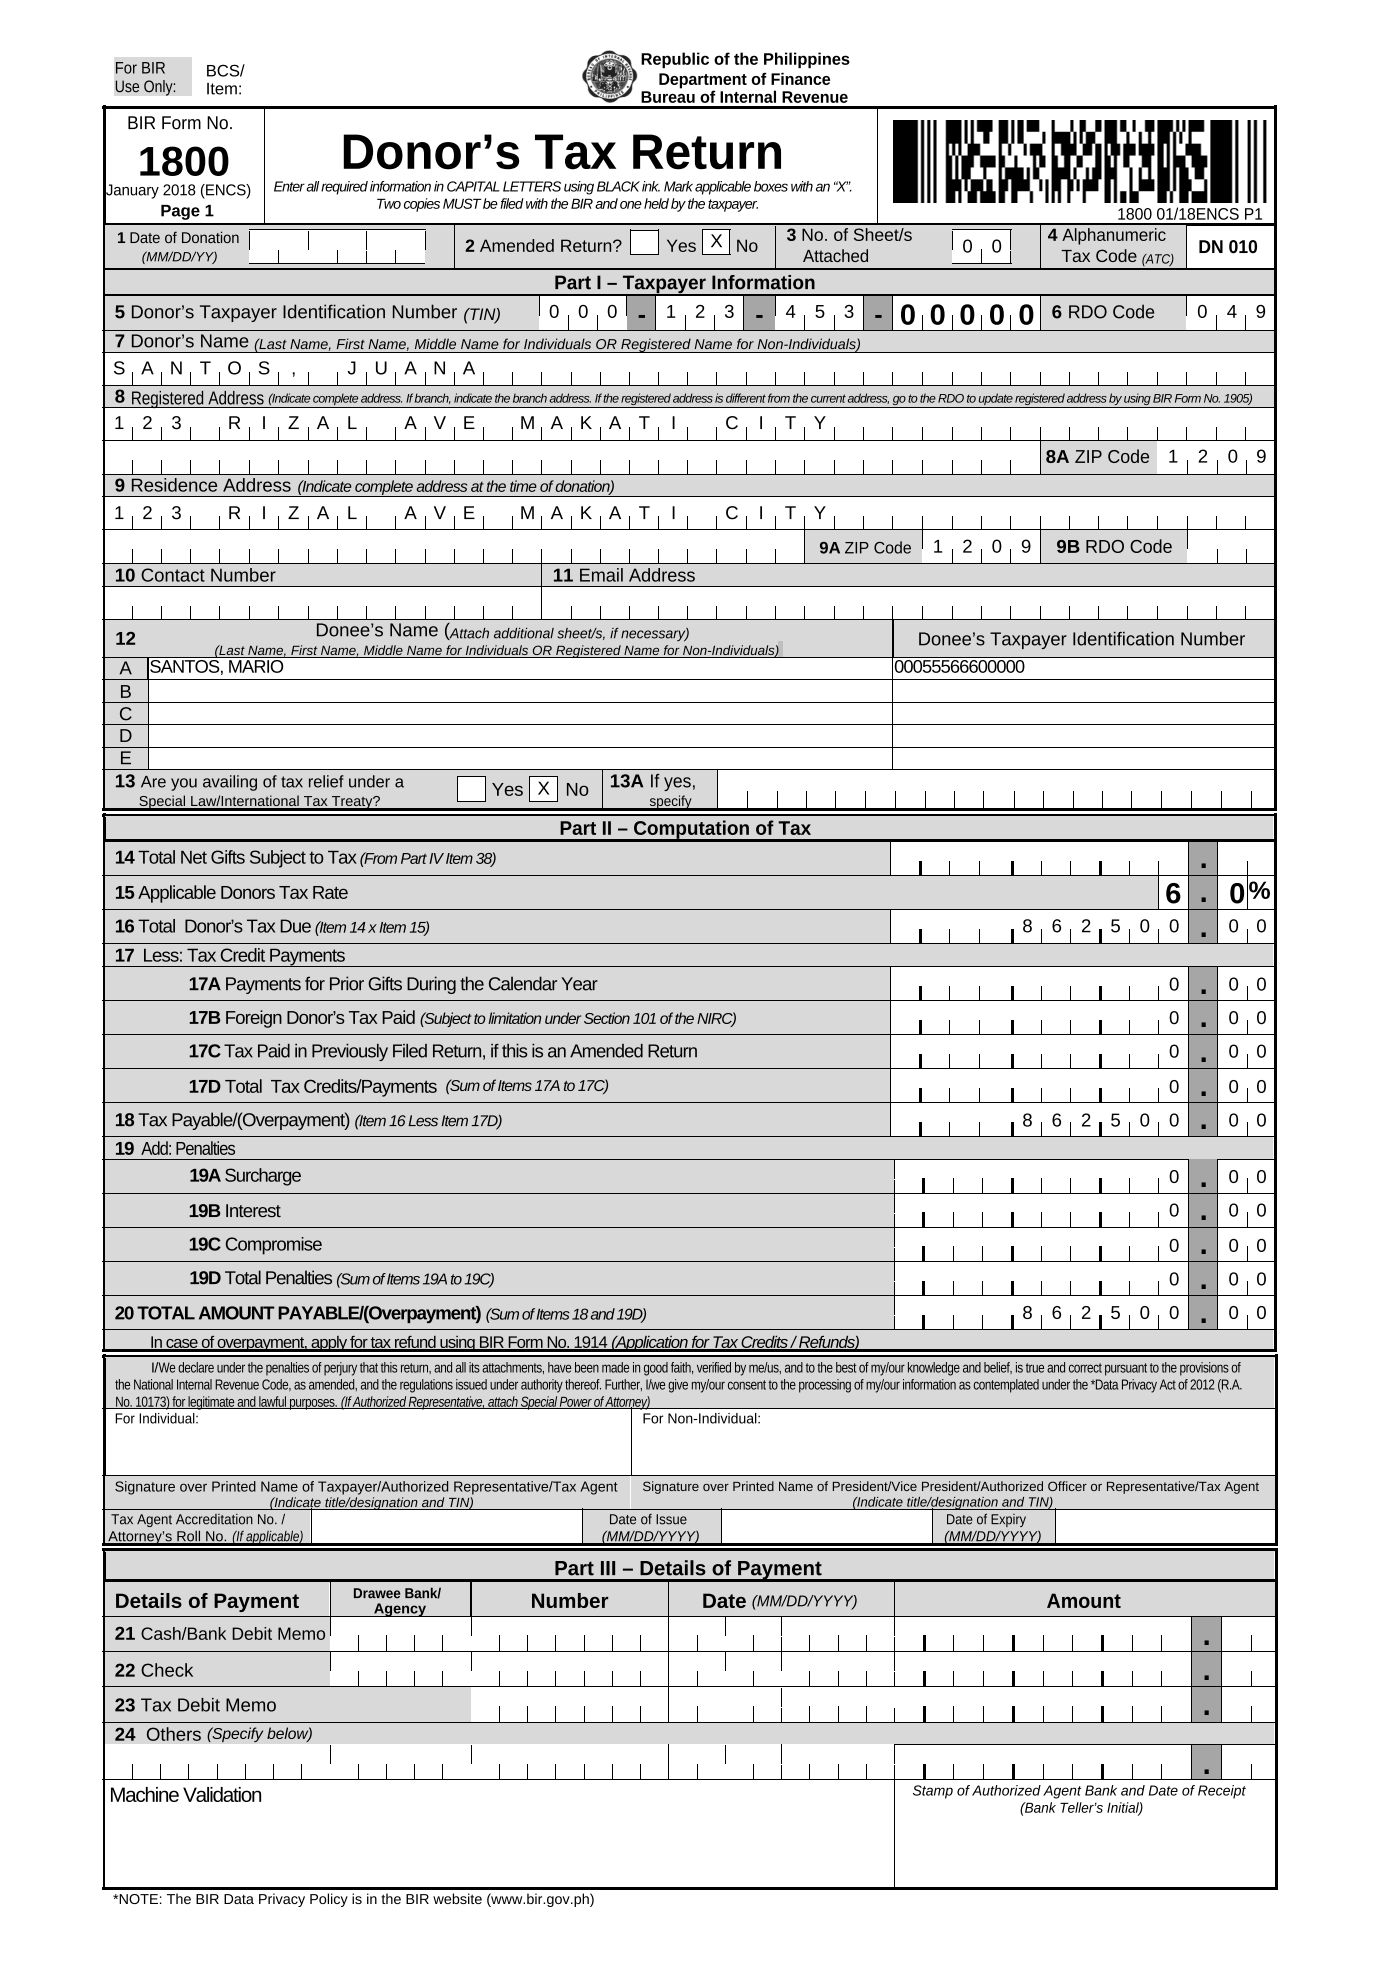 For BIR
Use Only:
BCS/
Item:
Republic of the Philippines
Department of Finance
Bureau of Internal Revenue
BIR Form No.
1800
January 2018 (ENCS)
Page 1
Donor’s Tax Return
Enter all required information in CAPITAL LETTERS using BLACK ink. Mark applicable boxes with an “X”.
Two copies MUST be filed with the BIR and one held by the taxpayer.
1800 01/18ENCS P1
1 Date of Donation
(MM/DD/YY)
2 Amended Return? Yes X No
3 No. of Sheet/s
Attached
0 0
4 Alphanumeric
Tax Code (ATC)
DN 010
Part I – Taxpayer Information
5 Donor’s Taxpayer Identification Number (TIN) 0 0 0 - 1 2 3 - 4 5 3 - 0 0 0 0 0 6 RDO Code 0 4 9
7 Donor’s Name (Last Name, First Name, Middle Name for Individuals OR Registered Name for Non-Individuals)
S A N T O S ,   J U A N A
8 Registered Address (Indicate complete address. If branch, indicate the branch address. If the registered address is different from the current address, go to the RDO to update registered address by using BIR Form No. 1905)
1 2 3   R I Z A L   A V E   M A K A T I   C I T Y
8A ZIP Code 1 2 0 9
9 Residence Address (Indicate complete address at the time of donation)
1 2 3   R I Z A L   A V E   M A K A T I   C I T Y
9A ZIP Code 1 2 0 9 9B RDO Code
10 Contact Number 11 Email Address
12 Donee’s Name (Attach additional sheet/s, if necessary)
(Last Name, First Name, Middle Name for Individuals OR Registered Name for Non-Individuals)
Donee’s Taxpayer Identification Number
A SANTOS, MARIO 00055566600000
B
C
D
E
13 Are you availing of tax relief under a
Special Law/International Tax Treaty?
Yes X No
13A If yes,
specify
Part II – Computation of Tax
14 Total Net Gifts Subject to Tax (From Part IV Item 38) .
15 Applicable Donors Tax Rate 6 . 0 %
16 Total Donor’s Tax Due (Item 14 x Item 15) 8 6 2 5 0 0 . 0 0
17 Less: Tax Credit Payments
17A Payments for Prior Gifts During the Calendar Year 0 . 0 0
17B Foreign Donor’s Tax Paid (Subject to limitation under Section 101 of the NIRC) 0 . 0 0
17C Tax Paid in Previously Filed Return, if this is an Amended Return 0 . 0 0
17D Total Tax Credits/Payments (Sum of Items 17A to 17C) 0 . 0 0
18 Tax Payable/(Overpayment) (Item 16 Less Item 17D) 8 6 2 5 0 0 . 0 0
19 Add: Penalties
19A Surcharge 0 . 0 0
19B Interest 0 . 0 0
19C Compromise 0 . 0 0
19D Total Penalties (Sum of Items 19A to 19C) 0 . 0 0
20 TOTAL AMOUNT PAYABLE/(Overpayment) (Sum of Items 18 and 19D) 8 6 2 5 0 0 . 0 0
In case of overpayment, apply for tax refund using BIR Form No. 1914 (Application for Tax Credits / Refunds)
I/We declare under the penalties of perjury that this return, and all its attachments, have been made in good faith, verified by me/us, and to the best of my/our knowledge and belief, is true and correct pursuant to the provisions of
the National Internal Revenue Code, as amended, and the regulations issued under authority thereof. Further, I/we give my/our consent to the processing of my/our information as contemplated under the *Data Privacy Act of 2012 (R.A.
No. 10173) for legitimate and lawful purposes. (If Authorized Representative, attach Special Power of Attorney)
For Individual: For Non-Individual:
Signature over Printed Name of Taxpayer/Authorized Representative/Tax Agent
(Indicate title/designation and TIN)
Signature over Printed Name of President/Vice President/Authorized Officer or Representative/Tax Agent
(Indicate title/designation and TIN)
Tax Agent Accreditation No. /
Attorney’s Roll No. (If applicable)
Date of Issue
(MM/DD/YYYY)
Date of Expiry
(MM/DD/YYYY)
Part III – Details of Payment
Details of Payment
Drawee Bank/
Agency
Number Date (MM/DD/YYYY) Amount
21 Cash/Bank Debit Memo .
22 Check .
23 Tax Debit Memo .
24 Others (Specify below)
.
Machine Validation
Stamp of Authorized Agent Bank and Date of Receipt
(Bank Teller’s Initial)
*NOTE: The BIR Data Privacy Policy is in the BIR website (www.bir.gov.ph)